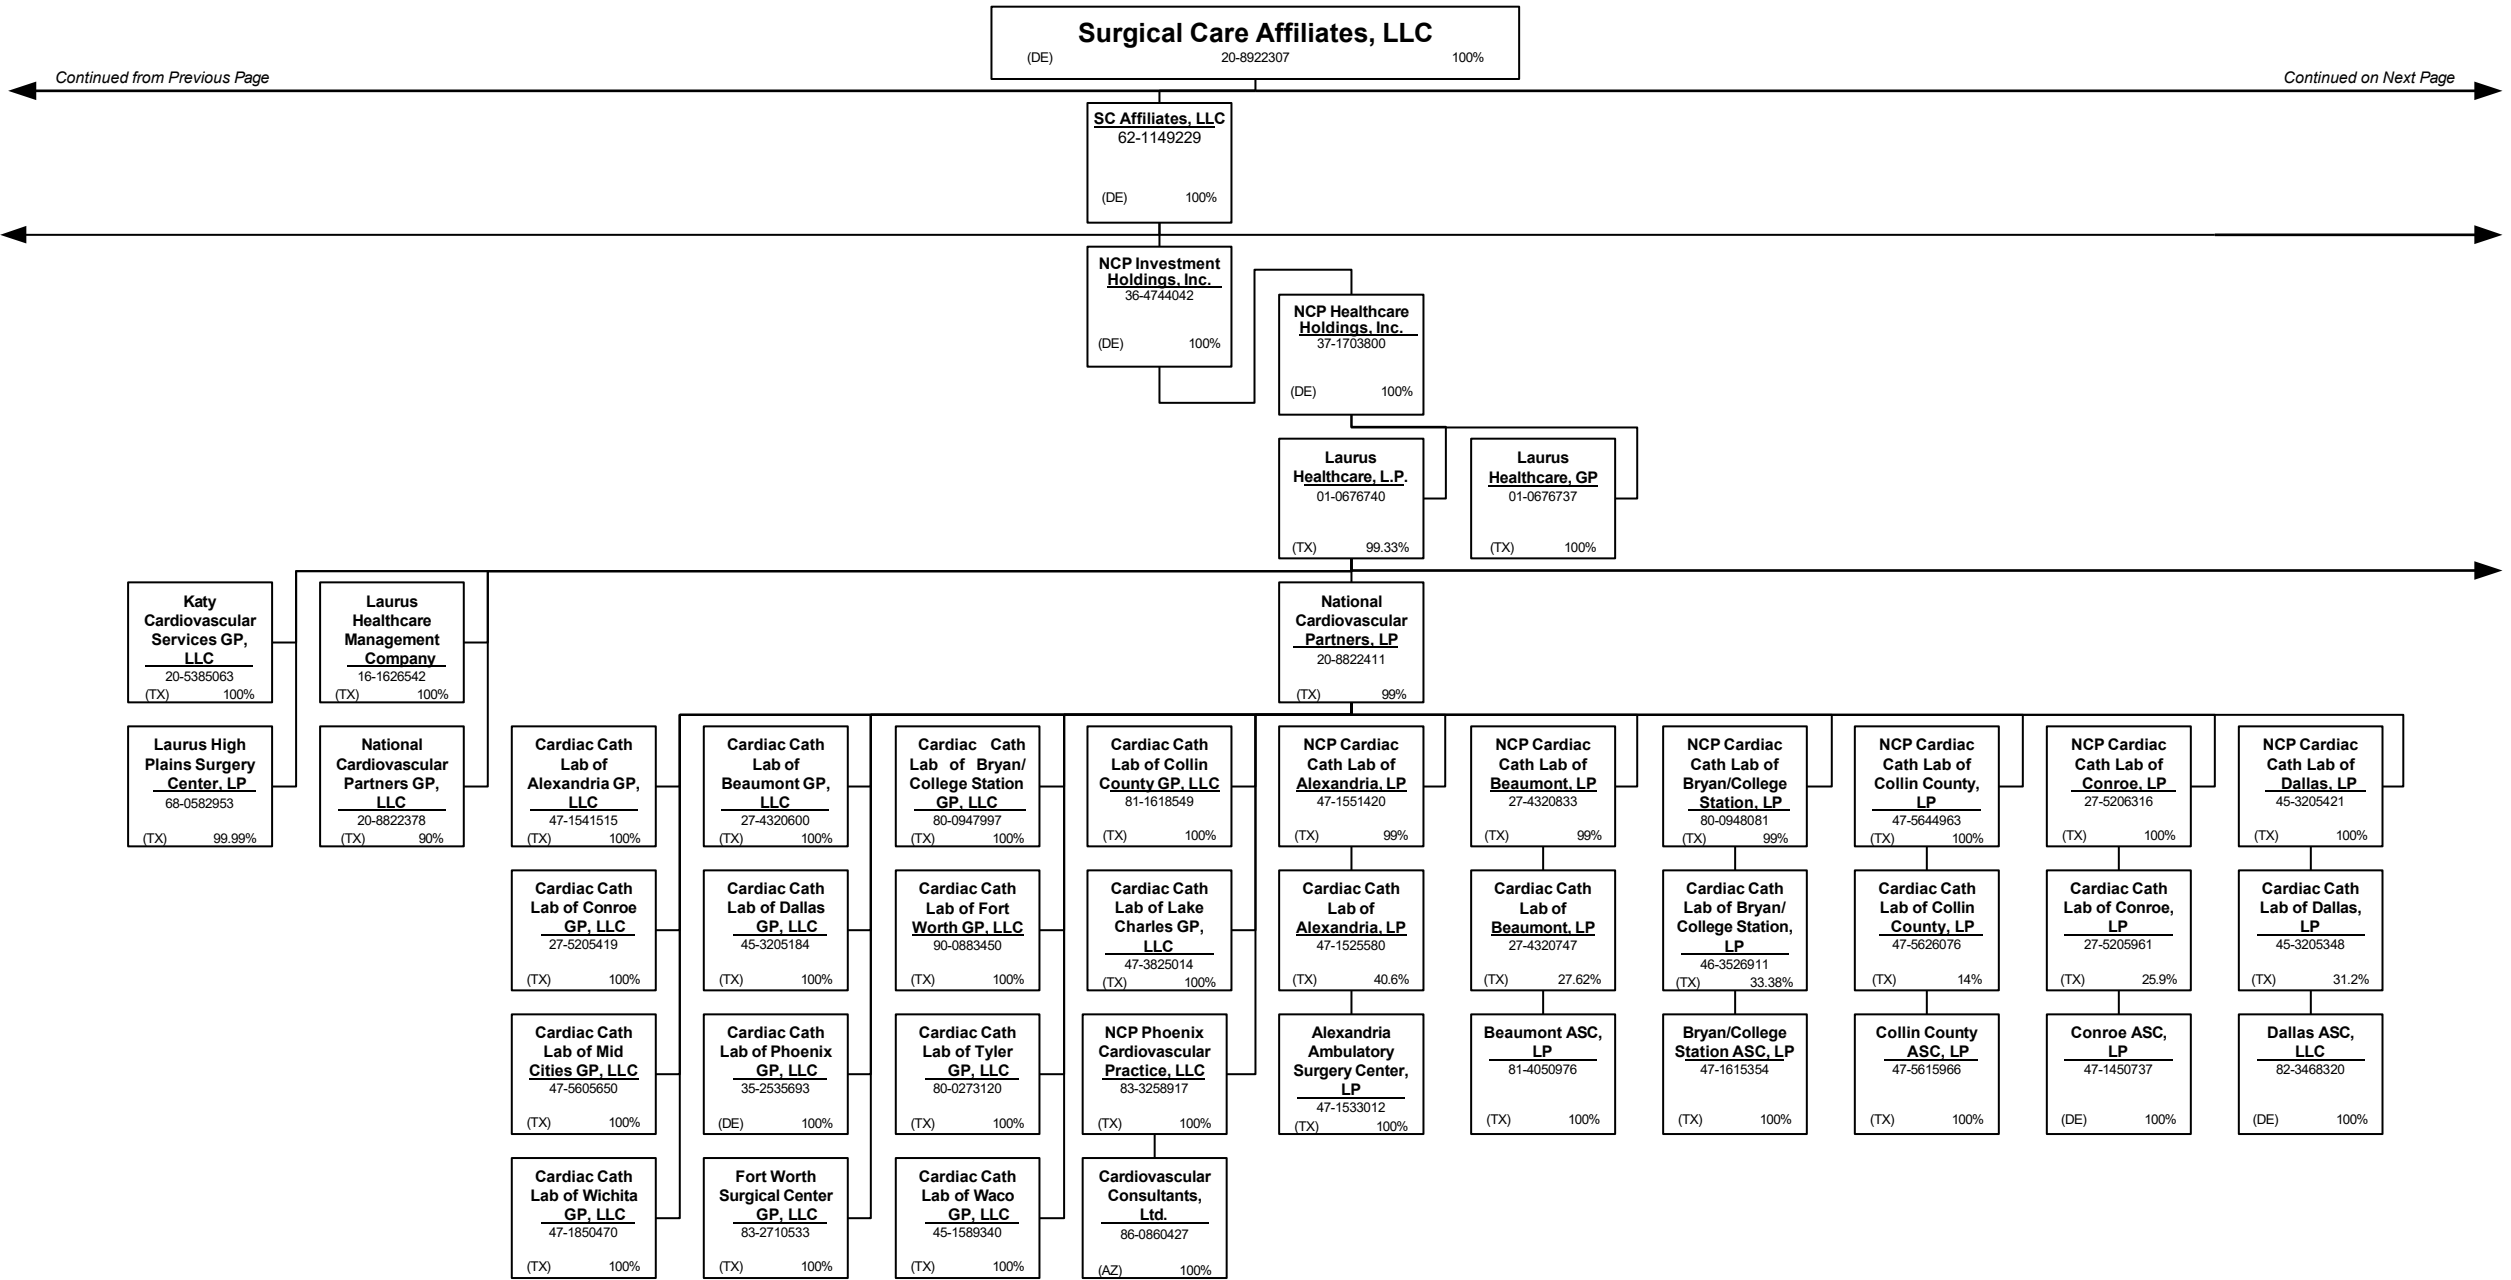 Surgical Care Affiliates, LLC
(DE) 20-8922307 100%
Continued from Previous Page
Continued on Next Page
SC Affiliates, LLC
62-1149229
(DE) 100%
NCP Investment
Holdings, Inc.
36-4744042
(DE) 100%
NCP Healthcare
Holdings, Inc.
37-1703800
(DE) 100%
Laurus
Healthcare, L.P.
01-0676740
(TX) 99.33%
Laurus
Healthcare, GP
01-0676737
(TX) 100%
Katy
Cardiovascular
Services GP,
LLC
20-5385063
(TX) 100%
Laurus
Healthcare
Management
Company
16-1626542
(TX) 100%
National
Cardiovascular
Partners, LP
20-8822411
(TX) 99%
Laurus High
Plains Surgery
Center, LP
68-0582953
(TX) 99.99%
National
Cardiovascular
Partners GP,
LLC
20-8822378
(TX) 90%
Cardiac Cath
Lab of
Alexandria GP,
LLC
47-1541515
(TX) 100%
Cardiac Cath
Lab of
Beaumont GP,
LLC
27-4320600
(TX) 100%
Cardiac Cath
Lab of Bryan/
College Station
GP, LLC
80-0947997
(TX) 100%
Cardiac Cath
Lab of Collin
County GP, LLC
81-1618549
(TX) 100%
NCP Cardiac
Cath Lab of
Alexandria, LP
47-1551420
(TX) 99%
NCP Cardiac
Cath Lab of
Beaumont, LP
27-4320833
(TX) 99%
NCP Cardiac
Cath Lab of
Bryan/College
Station, LP
80-0948081
(TX) 99%
NCP Cardiac
Cath Lab of
Collin County,
LP
47-5644963
(TX) 100%
NCP Cardiac
Cath Lab of
Conroe, LP
27-5206316
(TX) 100%
NCP Cardiac
Cath Lab of
Dallas, LP
45-3205421
(TX) 100%
Cardiac Cath
Lab of Conroe
GP, LLC
27-5205419
(TX) 100%
Cardiac Cath
Lab of Dallas
GP, LLC
45-3205184
(TX) 100%
Cardiac Cath
Lab of Fort
Worth GP, LLC
90-0883450
(TX) 100%
Cardiac Cath
Lab of Lake
Charles GP,
LLC
47-3825014
(TX) 100%
Cardiac Cath
Lab of
Alexandria, LP
47-1525580
(TX) 40.6%
Cardiac Cath
Lab of
Beaumont, LP
27-4320747
(TX) 27.62%
Cardiac Cath
Lab of Bryan/
College Station,
LP
46-3526911
(TX) 33.38%
Cardiac Cath
Lab of Collin
County, LP
47-5626076
(TX) 14%
Cardiac Cath
Lab of Conroe,
LP
27-5205961
(TX) 25.9%
Cardiac Cath
Lab of Dallas,
LP
45-3205348
(TX) 31.2%
Cardiac Cath
Lab of Mid
Cities GP, LLC
47-5605650
(TX) 100%
Cardiac Cath
Lab of Phoenix
GP, LLC
35-2535693
(DE) 100%
Cardiac Cath
Lab of Tyler
GP, LLC
80-0273120
(TX) 100%
NCP Phoenix
Cardiovascular
Practice, LLC
83-3258917
(TX) 100%
Alexandria
Ambulatory
Surgery Center,
LP
47-1533012
(TX) 100%
Beaumont ASC,
LP
81-4050976
(TX) 100%
Bryan/College
Station ASC, LP
47-1615354
(TX) 100%
Collin County
ASC, LP
47-5615966
(TX) 100%
Conroe ASC,
LP
47-1450737
(DE) 100%
Dallas ASC,
LLC
82-3468320
(DE) 100%
Cardiac Cath
Lab of Wichita
GP, LLC
47-1850470
(TX) 100%
Fort Worth
Surgical Center
GP, LLC
83-2710533
(TX) 100%
Cardiac Cath
Lab of Waco
GP, LLC
45-1589340
(TX) 100%
Cardiovascular
Consultants,
Ltd.
86-0860427
(AZ) 100%